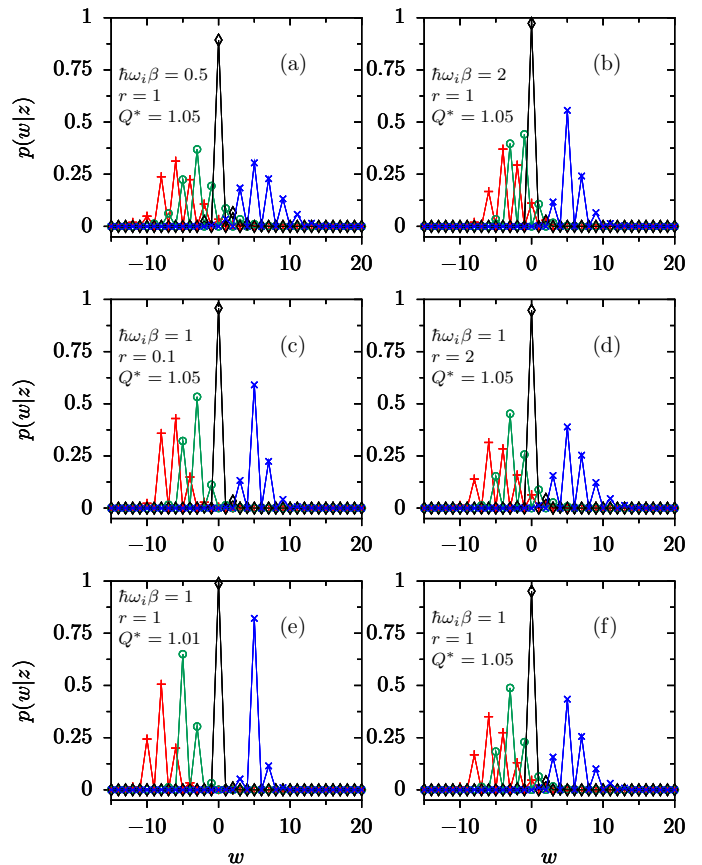 1
0.75
0.5
0.25
0
p(w|z)
ħω_iβ = 0.5
r = 1
Q* = 1.05
(a)
−10 0 10 20
ħω_iβ = 2
r = 1
Q* = 1.05
(b)
1
0.75
0.5
0.25
0
−10 0 10 20
1
0.75
0.5
0.25
0
p(w|z)
ħω_iβ = 1
r = 0.1
Q* = 1.05
(c)
−10 0 10 20
ħω_iβ = 1
r = 2
Q* = 1.05
(d)
1
0.75
0.5
0.25
0
−10 0 10 20
1
0.75
0.5
0.25
0
p(w|z)
ħω_iβ = 1
r = 1
Q* = 1.01
(e)
−10 0 10 20
w
ħω_iβ = 1
r = 1
Q* = 1.05
(f)
1
0.75
0.5
0.25
0
−10 0 10 20
w